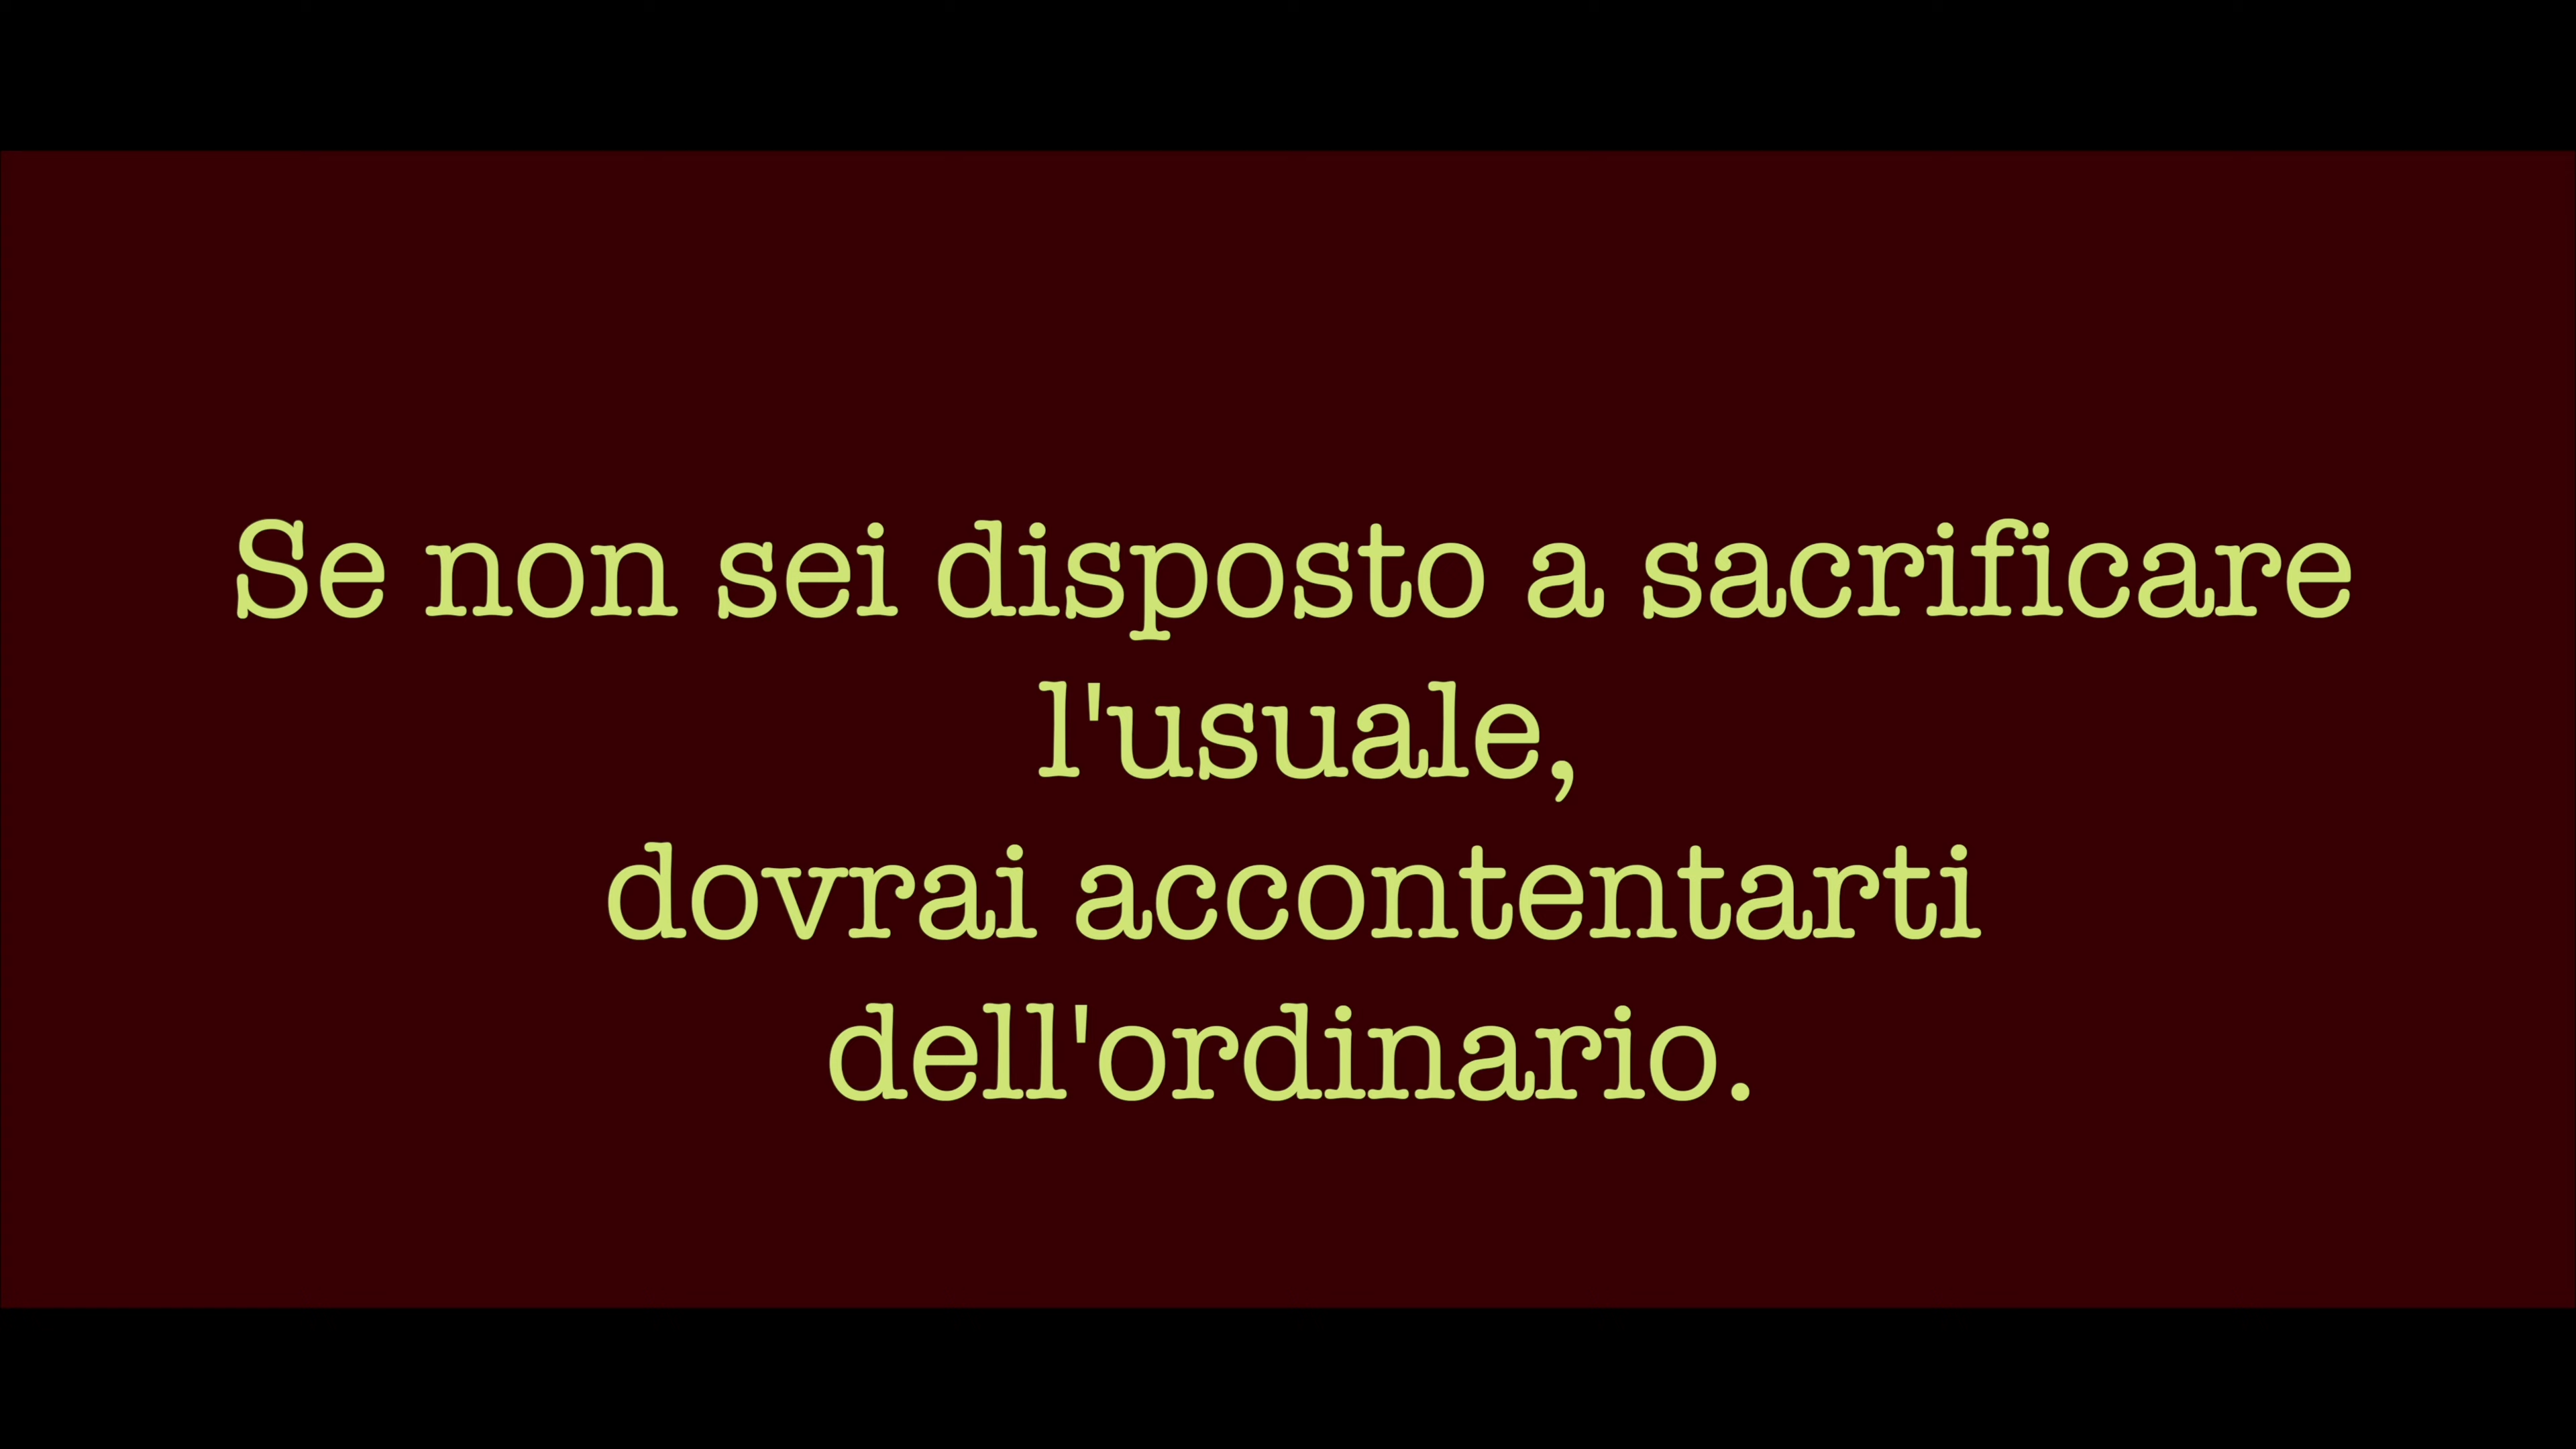 Se non sei disposto a sacrificare
l'usuale,
dovrai accontentarti
dell'ordinario.